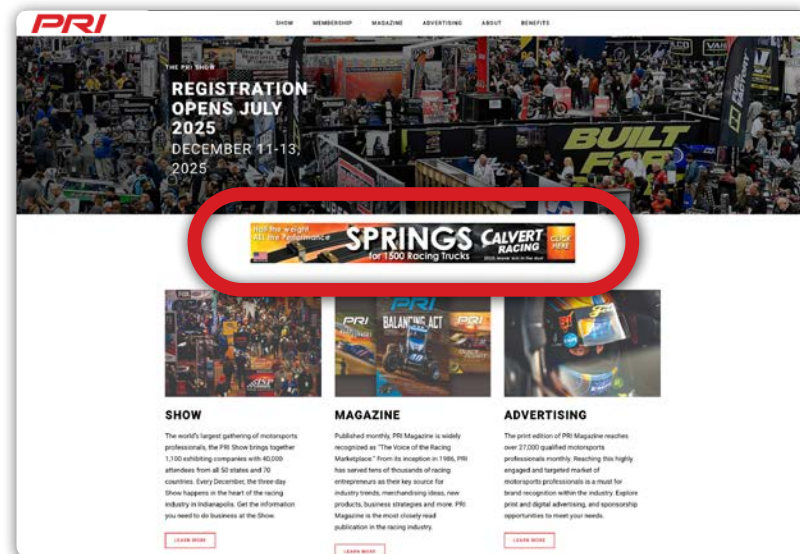 PRI
SHOW MEMBERSHIP MAGAZINE ADVERTISING ABOUT BENEFITS
THE PRI SHOW
REGISTRATION
OPENS JULY
2025
DECEMBER 11-13,
2025
BUILT
FOR
Half the weight
ALL the Performance
SPRINGS
for 1500 Racing Trucks
CALVERT
RACING
CLICK
HERE
PRI
PRI
BALANCING ACT
PRI
SHOW
The world's largest gathering of motorsports
professionals, the PRI Show brings together
1,100 exhibiting companies with 40,000
attendees from all 50 states and 70
countries. Every December, the three-day
Show happens in the heart of the racing
industry in Indianapolis. Get the information
you need to do business at the Show.
LEARN MORE
MAGAZINE
Published monthly, PRI Magazine is widely
recognized as "The Voice of the Racing
Marketplace." From its inception in 1986, PRI
has served tens of thousands of racing
entrepreneurs as their key source for
industry trends, merchandising ideas, new
products, business strategies and more. PRI
Magazine is the most closely read
publication in the racing industry.
LEARN MORE
ADVERTISING
The print edition of PRI Magazine reaches
over 27,000 qualified motorsports
professionals monthly. Reaching this highly
engaged and targeted market of
motorsports professionals is a must for
brand recognition within the industry. Explore
print and digital advertising, and sponsorship
opportunities to meet your needs.
LEARN MORE